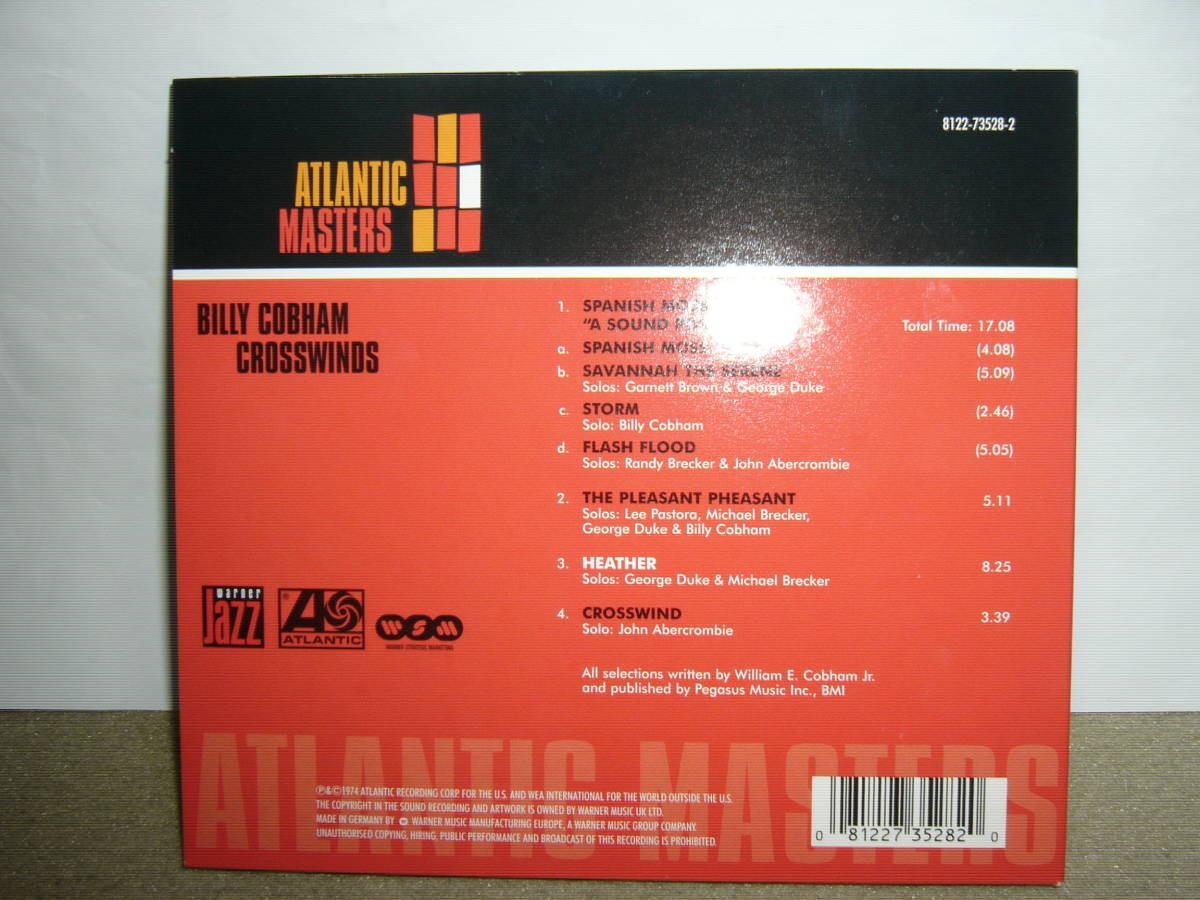 8122-73528-2
ATLANTIC
MASTERS
BILLY COBHAM
CROSSWINDS
1. SPANISH MOSS
"A SOUND
Total Time: 17.08
a. SPANISH MOSS (4.08)
b. SAVANNAH THE SERENE (5.09)
Solos: Garnett Brown & George Duke
c. STORM (2.46)
Solo: Billy Cobham
d. FLASH FLOOD (5.05)
Solos: Randy Brecker & John Abercrombie
2. THE PLEASANT PHEASANT 5.11
Solos: Lee Pastora, Michael Brecker,
George Duke & Billy Cobham
3. HEATHER 8.25
Solos: George Duke & Michael Brecker
4. CROSSWIND 3.39
Solo: John Abercrombie
All selections written by William E. Cobham Jr.
and published by Pegasus Music Inc., BMI
warner
Jazz
ATLANTIC
WSM
WARNER STRATEGIC MARKETING
ATLANTIC MASTERS
℗&©1974 ATLANTIC RECORDING CORP. FOR THE U.S. AND WEA INTERNATIONAL FOR THE WORLD OUTSIDE THE U.S.
THE COPYRIGHT IN THE SOUND RECORDING AND ARTWORK IS OWNED BY WARNER MUSIC UK LTD.
MADE IN GERMANY BY WARNER MUSIC MANUFACTURING EUROPE, A WARNER MUSIC GROUP COMPANY.
UNAUTHORISED COPYING, HIRING, PUBLIC PERFORMANCE AND BROADCAST OF THIS RECORDING IS PROHIBITED.
0 81227 35282 0